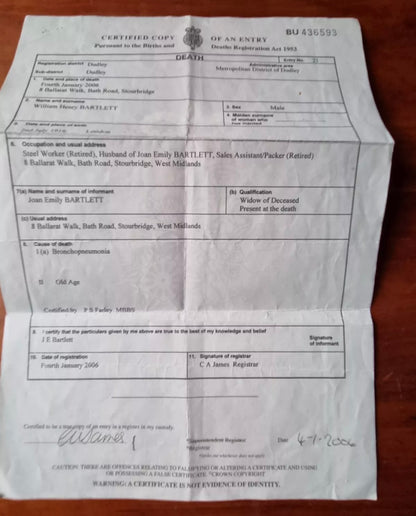 BU 436593
CERTIFIED COPY OF AN ENTRY
Pursuant to the Births and Deaths Registration Act 1953
DEATH
Entry No.
Registration district Dudley
Administrative area
Sub-district Dudley
Metropolitan District of Dudley
1. Date and place of death
Fourth January 2006
8 Ballarat Walk, Bath Road, Stourbridge
2. Name and surname
William Henry BARTLETT
3. Sex Male
4. Maiden surname
of woman who
has married
5. Date and place of birth
London
6. Occupation and usual address
Steel Worker (Retired), Husband of Joan Emily BARTLETT, Sales Assistant/Packer (Retired)
8 Ballarat Walk, Bath Road, Stourbridge, West Midlands
7(a) Name and surname of informant
Joan Emily BARTLETT
(b) Qualification
Widow of Deceased
Present at the death
(c) Usual address
8 Ballarat Walk, Bath Road, Stourbridge, West Midlands
8. Cause of death
I (a) Bronchopneumonia
II Old Age
Certified by P S Farley MBBS
9. I certify that the particulars given by me above are true to the best of my knowledge and belief
J E Bartlett
Signature
of informant
10. Date of registration
Fourth January 2006
11. Signature of registrar
C A James Registrar
Certified to be a true copy of an entry in a register in my custody.
CA James
*Superintendent Registrar
*Registrar
Date 4-1-2006
*Strike out whichever does not apply
CAUTION: THERE ARE OFFENCES RELATING TO FALSIFYING OR ALTERING A CERTIFICATE AND USING
OR POSSESSING A FALSE CERTIFICATE. ©CROWN COPYRIGHT
WARNING: A CERTIFICATE IS NOT EVIDENCE OF IDENTITY.